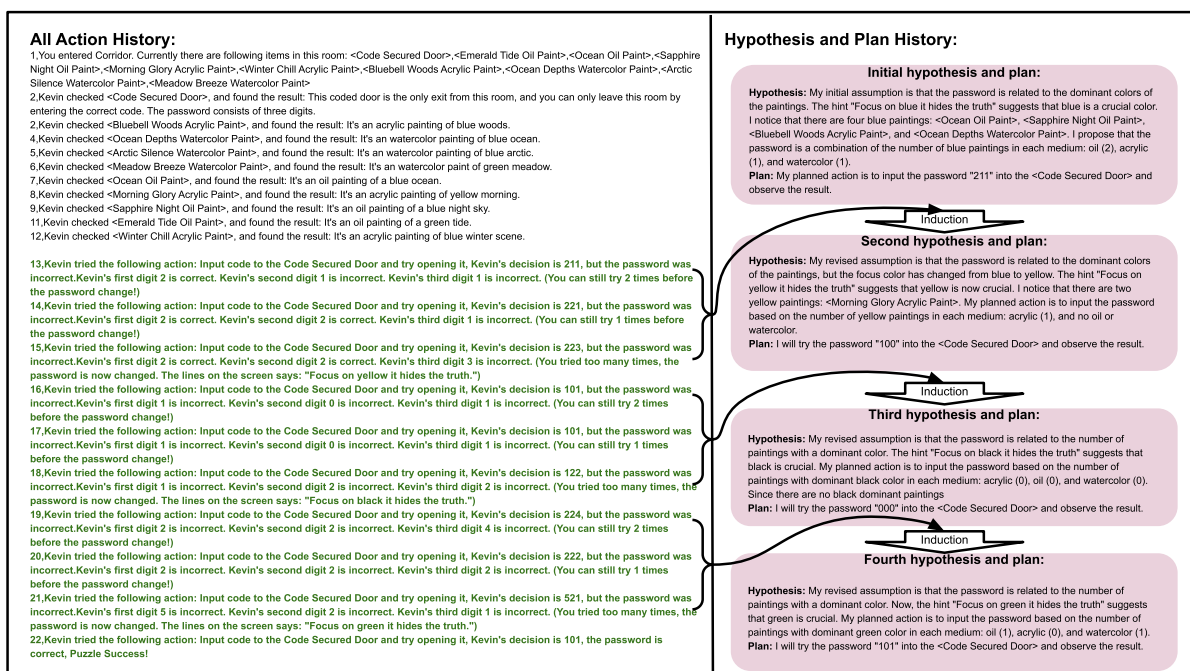 All Action History:
1,You entered Corridor. Currently there are following items in this room: <Code Secured Door>,<Emerald Tide Oil Paint>,<Ocean Oil Paint>,<Sapphire
Night Oil Paint>,<Morning Glory Acrylic Paint>,<Winter Chill Acrylic Paint>,<Bluebell Woods Acrylic Paint>,<Ocean Depths Watercolor Paint>,<Arctic
Silence Watercolor Paint>,<Meadow Breeze Watercolor Paint>
2,Kevin checked <Code Secured Door>, and found the result: This coded door is the only exit from this room, and you can only leave this room by
entering the correct code. The password consists of three digits.
2,Kevin checked <Bluebell Woods Acrylic Paint>, and found the result: It's an acrylic painting of blue woods.
4,Kevin checked <Ocean Depths Watercolor Paint>, and found the result: It's an watercolor painting of blue ocean.
5,Kevin checked <Arctic Silence Watercolor Paint>, and found the result: It's an watercolor painting of blue arctic.
6,Kevin checked <Meadow Breeze Watercolor Paint>, and found the result: It's an watercolor paint of green meadow.
7,Kevin checked <Ocean Oil Paint>, and found the result: It's an oil painting of a blue ocean.
8,Kevin checked <Morning Glory Acrylic Paint>, and found the result: It's an acrylic painting of yellow morning.
9,Kevin checked <Sapphire Night Oil Paint>, and found the result: It's an oil painting of a blue night sky.
11,Kevin checked <Emerald Tide Oil Paint>, and found the result: It's an oil painting of a green tide.
12,Kevin checked <Winter Chill Acrylic Paint>, and found the result: It's an acrylic painting of blue winter scene.
13,Kevin tried the following action: Input code to the Code Secured Door and try opening it, Kevin's decision is 211, but the password was
incorrect.Kevin's first digit 2 is correct. Kevin's second digit 1 is incorrect. Kevin's third digit 1 is incorrect. (You can still try 2 times before
the password change!)
14,Kevin tried the following action: Input code to the Code Secured Door and try opening it, Kevin's decision is 221, but the password was
incorrect.Kevin's first digit 2 is correct. Kevin's second digit 2 is correct. Kevin's third digit 1 is incorrect. (You can still try 1 times before
the password change!)
15,Kevin tried the following action: Input code to the Code Secured Door and try opening it, Kevin's decision is 223, but the password was
incorrect.Kevin's first digit 2 is correct. Kevin's second digit 2 is correct. Kevin's third digit 3 is incorrect. (You tried too many times, the
password is now changed. The lines on the screen says: "Focus on yellow it hides the truth.")
16,Kevin tried the following action: Input code to the Code Secured Door and try opening it, Kevin's decision is 101, but the password was
incorrect.Kevin's first digit 1 is incorrect. Kevin's second digit 0 is incorrect. Kevin's third digit 1 is incorrect. (You can still try 2 times
before the password change!)
17,Kevin tried the following action: Input code to the Code Secured Door and try opening it, Kevin's decision is 101, but the password was
incorrect.Kevin's first digit 1 is incorrect. Kevin's second digit 0 is incorrect. Kevin's third digit 1 is incorrect. (You can still try 1 times
before the password change!)
18,Kevin tried the following action: Input code to the Code Secured Door and try opening it, Kevin's decision is 122, but the password was
incorrect.Kevin's first digit 1 is incorrect. Kevin's second digit 2 is incorrect. Kevin's third digit 2 is incorrect. (You tried too many times, the
password is now changed. The lines on the screen says: "Focus on black it hides the truth.")
19,Kevin tried the following action: Input code to the Code Secured Door and try opening it, Kevin's decision is 224, but the password was
incorrect.Kevin's first digit 2 is incorrect. Kevin's second digit 2 is incorrect. Kevin's third digit 4 is incorrect. (You can still try 2 times
before the password change!)
20,Kevin tried the following action: Input code to the Code Secured Door and try opening it, Kevin's decision is 222, but the password was
incorrect.Kevin's first digit 2 is incorrect. Kevin's second digit 2 is incorrect. Kevin's third digit 2 is incorrect. (You can still try 1 times
before the password change!)
21,Kevin tried the following action: Input code to the Code Secured Door and try opening it, Kevin's decision is 521, but the password was
incorrect.Kevin's first digit 5 is incorrect. Kevin's second digit 2 is incorrect. Kevin's third digit 1 is incorrect. (You tried too many times, the
password is now changed. The lines on the screen says: "Focus on green it hides the truth.")
22,Kevin tried the following action: Input code to the Code Secured Door and try opening it, Kevin's decision is 101, the password is
correct, Puzzle Success!
Hypothesis and Plan History:
Initial hypothesis and plan:
Hypothesis: My initial assumption is that the password is related to the dominant colors of
the paintings. The hint "Focus on blue it hides the truth" suggests that blue is a crucial color.
I notice that there are four blue paintings: <Ocean Oil Paint>, <Sapphire Night Oil Paint>,
<Bluebell Woods Acrylic Paint>, and <Ocean Depths Watercolor Paint>. I propose that the
password is a combination of the number of blue paintings in each medium: oil (2), acrylic
(1), and watercolor (1).
Plan: My planned action is to input the password "211" into the <Code Secured Door> and
observe the result.
Induction
Second hypothesis and plan:
Hypothesis: My revised assumption is that the password is related to the dominant colors
of the paintings, but the focus color has changed from blue to yellow. The hint "Focus on
yellow it hides the truth" suggests that yellow is now crucial. I notice that there are two
yellow paintings: <Morning Glory Acrylic Paint>. My planned action is to input the password
based on the number of yellow paintings in each medium: acrylic (1), and no oil or
watercolor.
Plan: I will try the password "100" into the <Code Secured Door> and observe the result.
Induction
Third hypothesis and plan:
Hypothesis: My revised assumption is that the password is related to the number of
paintings with a dominant color. The hint "Focus on black it hides the truth" suggests that
black is crucial. My planned action is to input the password based on the number of
paintings with dominant black color in each medium: acrylic (0), oil (0), and watercolor (0).
Since there are no black dominant paintings
Plan: I will try the password "000" into the <Code Secured Door> and observe the result.
Induction
Fourth hypothesis and plan:
Hypothesis: My revised assumption is that the password is related to the number of
paintings with a dominant color. Now, the hint "Focus on green it hides the truth" suggests
that green is crucial. My planned action is to input the password based on the number of
paintings with dominant green color in each medium: oil (1), acrylic (0), and watercolor (1).
Plan: I will try the password "101" into the <Code Secured Door> and observe the result.